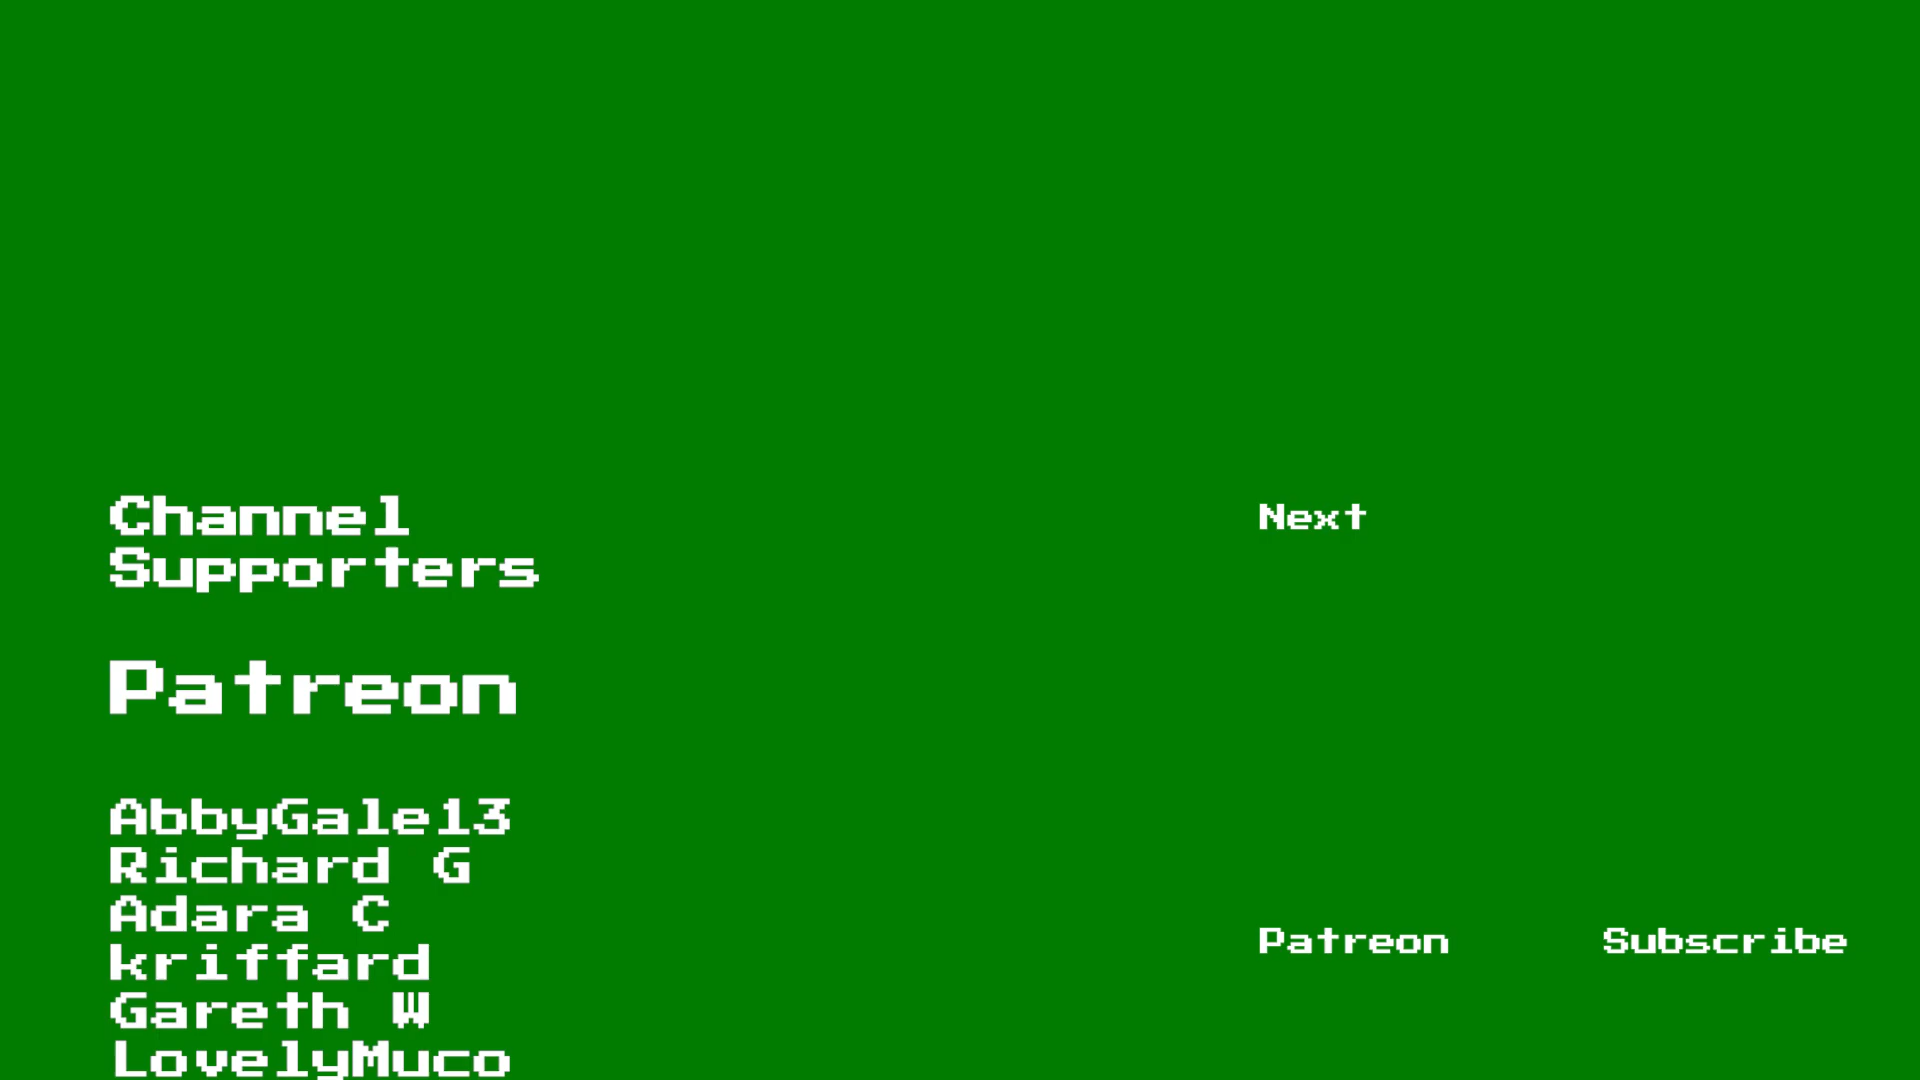 Channel
Supporters
Patreon
AbbyGale13
Richard G
Adara C
kriffard
Gareth W
LovelyMuco
Next
Patreon
Subscribe